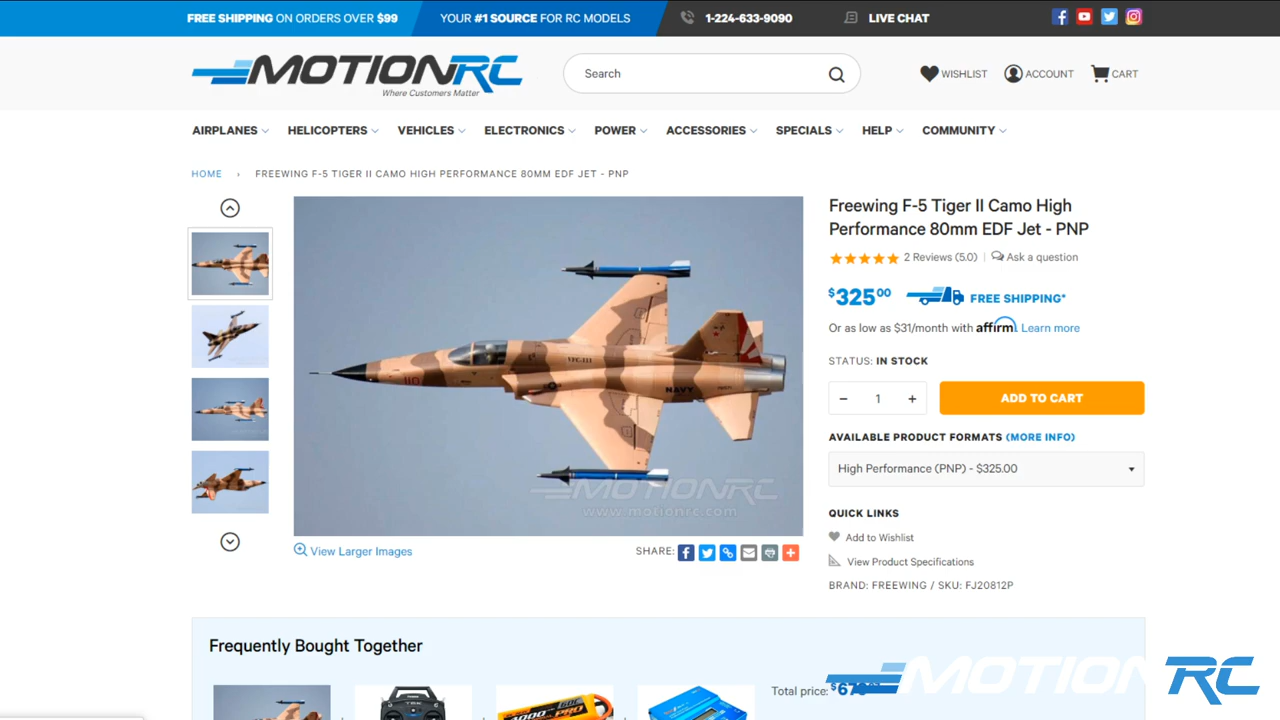 FREE SHIPPING ON ORDERS OVER $99
YOUR #1 SOURCE FOR RC MODELS
1-224-633-9090
LIVE CHAT
MOTIONRC
Where Customers Matter
Search
WISHLIST
ACCOUNT
CART
AIRPLANES
HELICOPTERS
VEHICLES
ELECTRONICS
POWER
ACCESSORIES
SPECIALS
HELP
COMMUNITY
HOME › FREEWING F-5 TIGER II CAMO HIGH PERFORMANCE 80MM EDF JET - PNP
110
VFC-111
NAVY
MOTIONRC
www.motionrc.com
View Larger Images
SHARE:
Freewing F-5 Tiger II Camo High
Performance 80mm EDF Jet - PNP
2 Reviews (5.0) | Ask a question
$325.00
FREE SHIPPING*
Or as low as $31/month with affirm. Learn more
STATUS: IN STOCK
− 1 +
ADD TO CART
AVAILABLE PRODUCT FORMATS (MORE INFO)
High Performance (PNP) - $325.00
QUICK LINKS
Add to Wishlist
View Product Specifications
BRAND: FREEWING / SKU: FJ20812P
Frequently Bought Together
Total price:
MOTIONRC